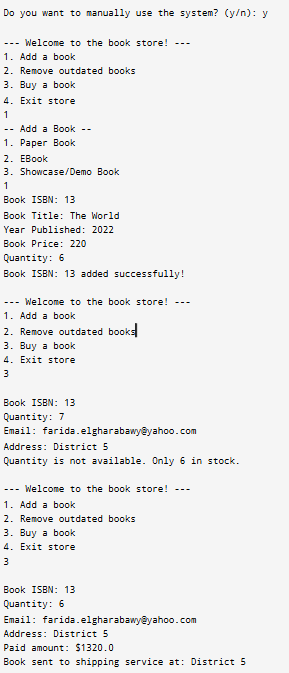 Do you want to manually use the system? (y/n): y
--- Welcome to the book store! ---
1. Add a book
2. Remove outdated books
3. Buy a book
4. Exit store
1
-- Add a Book --
1. Paper Book
2. EBook
3. Showcase/Demo Book
1
Book ISBN: 13
Book Title: The World
Year Published: 2022
Book Price: 220
Quantity: 6
Book ISBN: 13 added successfully!
--- Welcome to the book store! ---
1. Add a book
2. Remove outdated books
3. Buy a book
4. Exit store
3
Book ISBN: 13
Quantity: 7
Email: farida.elgharabawy@yahoo.com
Address: District 5
Quantity is not available. Only 6 in stock.
--- Welcome to the book store! ---
1. Add a book
2. Remove outdated books
3. Buy a book
4. Exit store
3
Book ISBN: 13
Quantity: 6
Email: farida.elgharabawy@yahoo.com
Address: District 5
Paid amount: $1320.0
Book sent to shipping service at: District 5